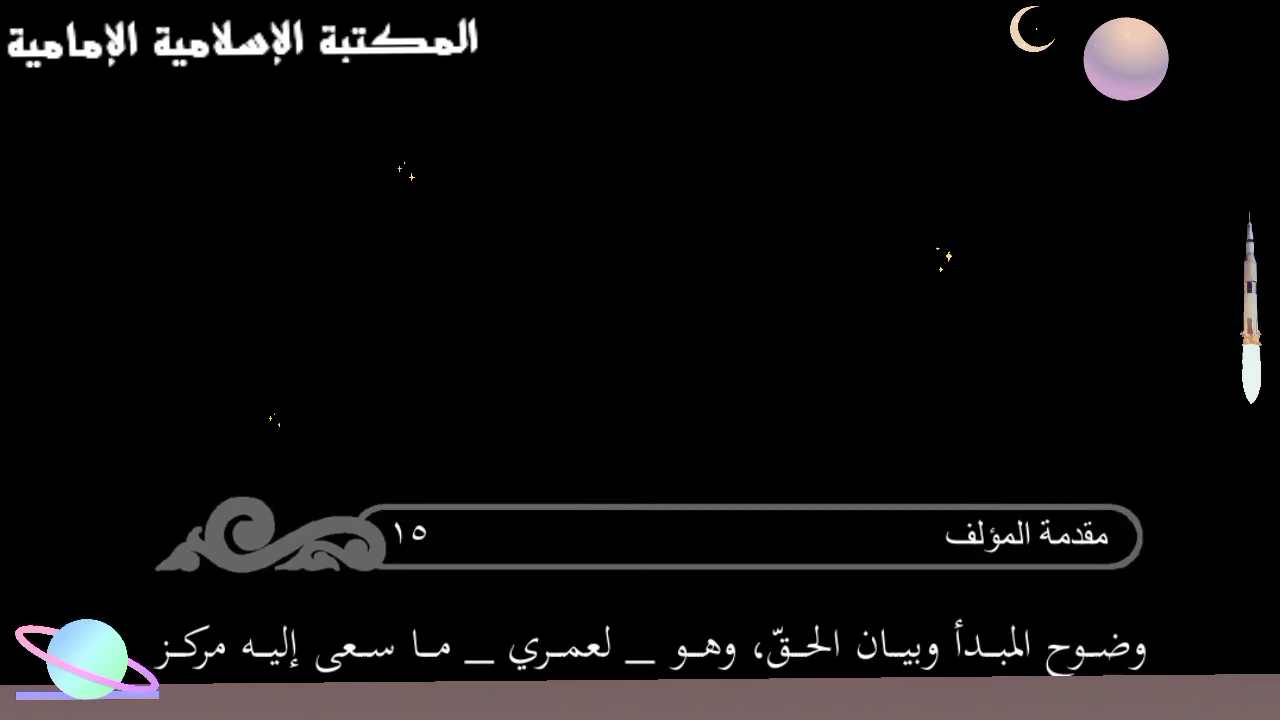 المكتبة الإسلامية الإمامية
مقدمة المؤلف ١٥
وضوح المبدأ وبيان الحقّ، وهو _ لعمري _ ما سعى إليه مركز